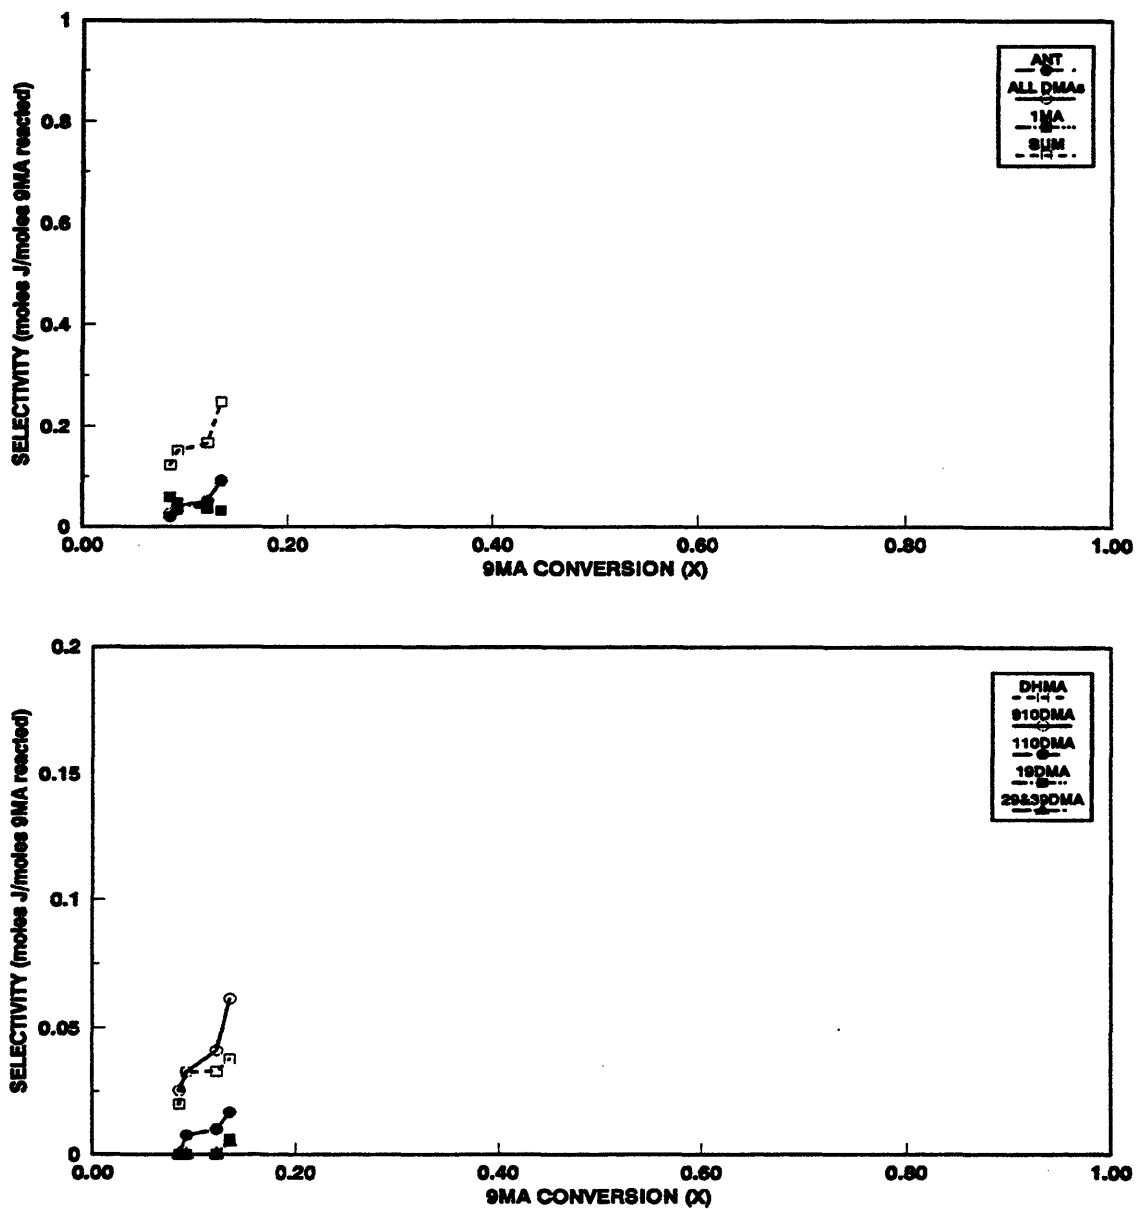 1
0.8
0.6
0.4
0.2
0
SELECTIVITY (moles J/moles 9MA reacted)
0.00 0.20 0.40 0.60 0.80 1.00
9MA CONVERSION (X)
ANT
ALL DMAs
1MA
SUM
0.2
0.15
0.1
0.05
0
SELECTIVITY (moles J/moles 9MA reacted)
0.00 0.20 0.40 0.60 0.80 1.00
9MA CONVERSION (X)
DHMA
910DMA
110DMA
19DMA
29&39DMA